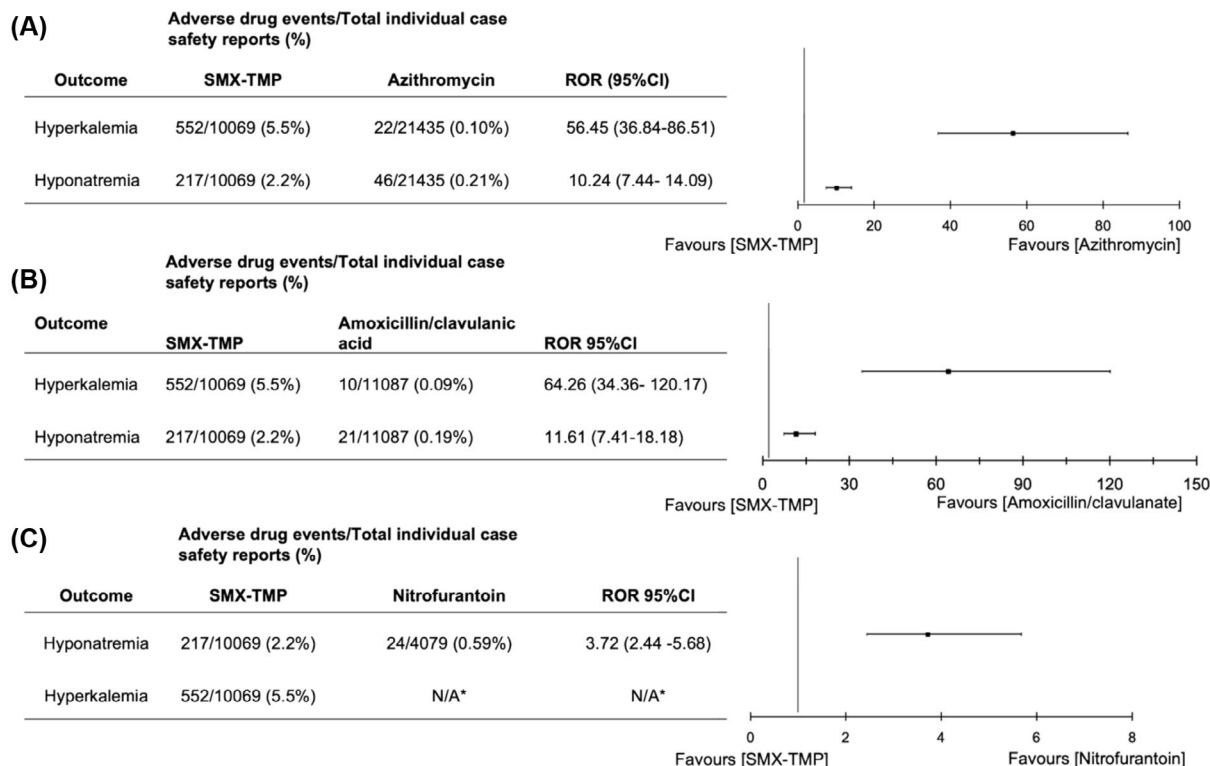 (A)
Adverse drug events/Total individual case
safety reports (%)
Outcome SMX-TMP Azithromycin ROR (95%CI)
Hyperkalemia 552/10069 (5.5%) 22/21435 (0.10%) 56.45 (36.84-86.51)
Hyponatremia 217/10069 (2.2%) 46/21435 (0.21%) 10.24 (7.44- 14.09)
0 20 40 60 80 100
Favours [SMX-TMP] Favours [Azithromycin]
(B)
Adverse drug events/Total individual case
safety reports (%)
Outcome SMX-TMP Amoxicillin/clavulanic
acid ROR 95%CI
Hyperkalemia 552/10069 (5.5%) 10/11087 (0.09%) 64.26 (34.36- 120.17)
Hyponatremia 217/10069 (2.2%) 21/11087 (0.19%) 11.61 (7.41-18.18)
0 30 60 90 120 150
Favours [SMX-TMP] Favours [Amoxicillin/clavulanate]
(C)
Adverse drug events/Total individual case
safety reports (%)
Outcome SMX-TMP Nitrofurantoin ROR 95%CI
Hyponatremia 217/10069 (2.2%) 24/4079 (0.59%) 3.72 (2.44 -5.68)
Hyperkalemia 552/10069 (5.5%) N/A* N/A*
0 2 4 6 8
Favours [SMX-TMP] Favours [Nitrofurantoin]